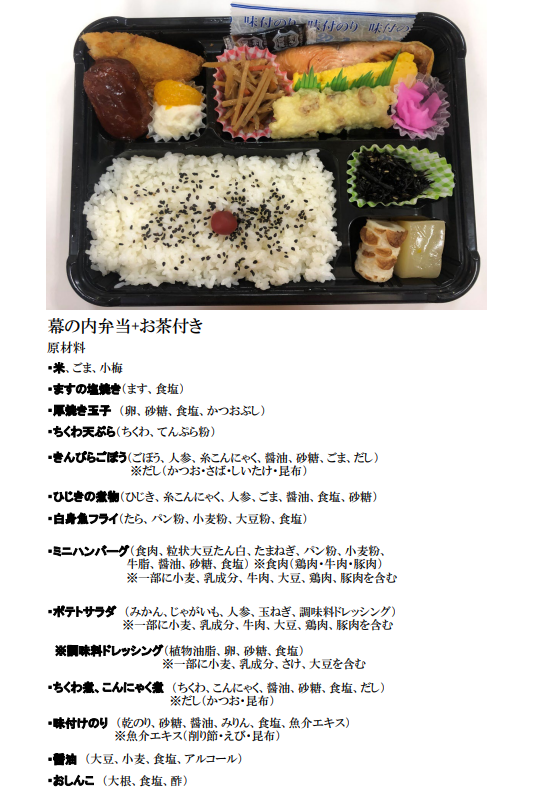 味付のり 味付のり 味付の
幕の内弁当+お茶付き
原材料
・米、ごま、小梅
・ますの塩焼き（ます、食塩）
・厚焼き玉子 （卵、砂糖、食塩、かつおぶし）
・ちくわ天ぷら（ちくわ、てんぷら粉）
・きんぴらごぼう（ごぼう、人参、糸こんにゃく、醤油、砂糖、ごま、だし）
※だし（かつお・さば・しいたけ・昆布）
・ひじきの煮物（ひじき、糸こんにゃく、人参、ごま、醤油、食塩、砂糖）
・白身魚フライ（たら、パン粉、小麦粉、大豆粉、食塩）
・ミニハンバーグ（食肉、粒状大豆たん白、たまねぎ、パン粉、小麦粉、
牛脂、醤油、砂糖、食塩） ※食肉（鶏肉・牛肉・豚肉）
※一部に小麦、乳成分、牛肉、大豆、鶏肉、豚肉を含む
・ポテトサラダ （みかん、じゃがいも、人参、玉ねぎ、調味料ドレッシング）
※一部に小麦、乳成分、牛肉、大豆、鶏肉、豚肉を含む
※調味料ドレッシング（植物油脂、卵、砂糖、食塩）
※一部に小麦、乳成分、さけ、大豆を含む
・ちくわ煮、こんにゃく煮 （ちくわ、こんにゃく、醤油、砂糖、食塩、だし）
※だし（かつお・昆布）
・味付けのり （乾のり、砂糖、醤油、みりん、食塩、魚介エキス）
※魚介エキス（削り節・えび・昆布）
・醤油 （大豆、小麦、食塩、アルコール）
・おしんこ （大根、食塩、酢）